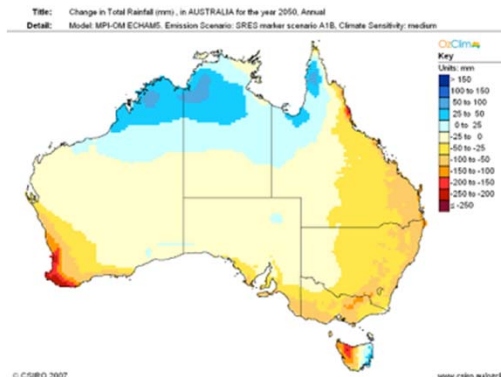 Title: Change in Total Rainfall (mm), in AUSTRALIA for the year 2050, Annual
Detail: Model: MPI-OM ECHAM5. Emission Scenario: SRES marker scenario A1B, Climate Sensitivity: medium
OzClim
Key
Units: mm
> 150
100 to 150
50 to 100
25 to 50
0 to 25
-25 to 0
-50 to -25
-100 to -50
-150 to -100
-200 to -150
-250 to -200
≤ -250
© CSIRO 2007